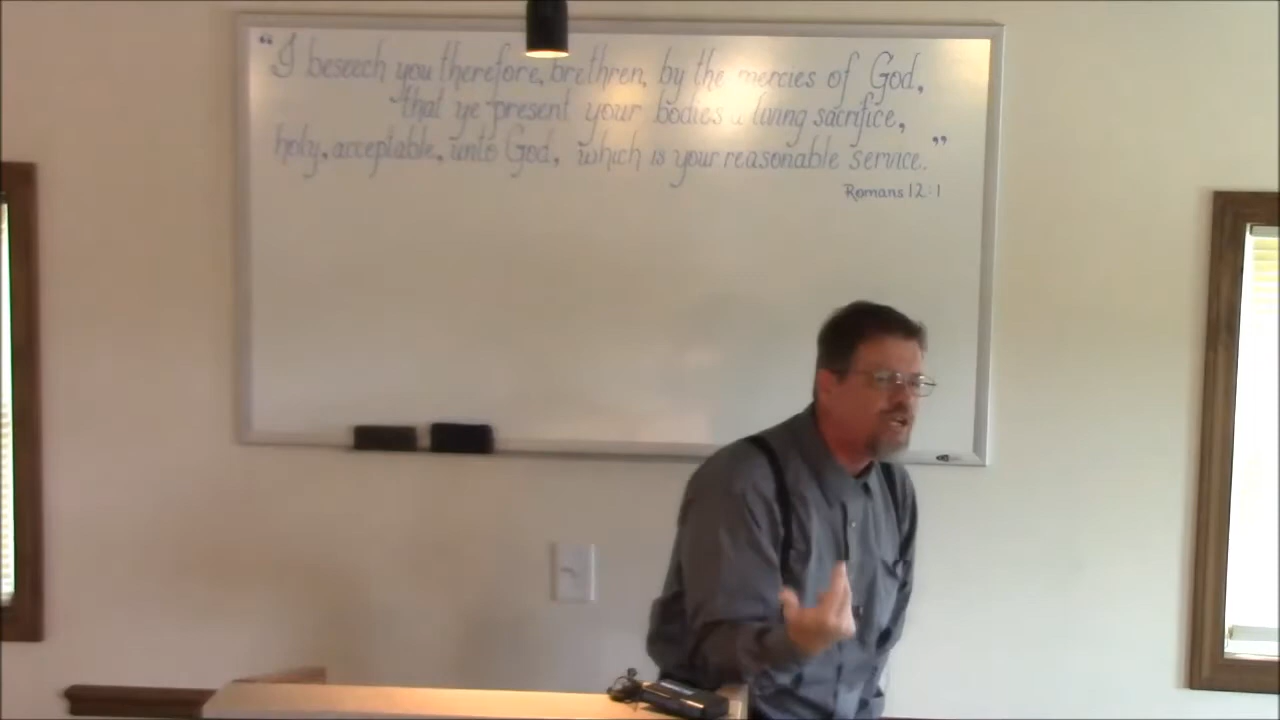 “I beseech you therefore, brethren, by the mercies of God,
that ye present your bodies a living sacrifice,
holy, acceptable, unto God, which is your reasonable service.”
Romans 12:1